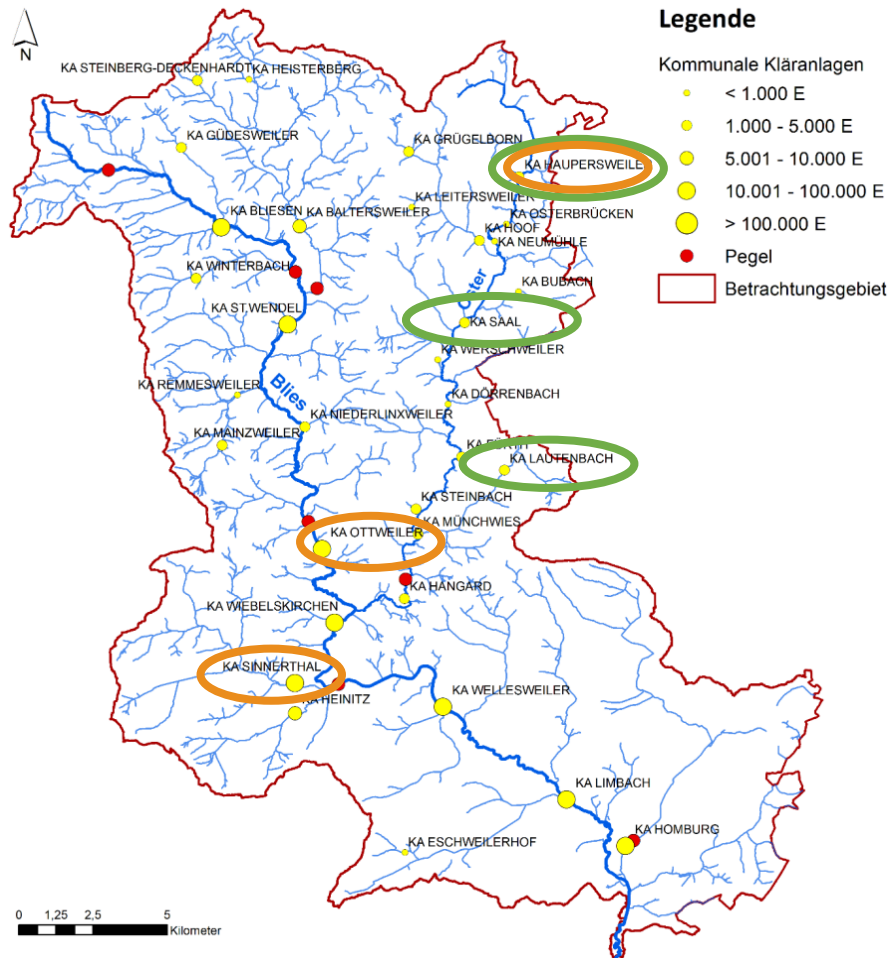 Legende
Kommunale Kläranlagen
< 1.000 E
1.000 - 5.000 E
5.001 - 10.000 E
10.001 - 100.000 E
> 100.000 E
Pegel
Betrachtungsgebiet
N
KA STEINBERG-DECKENHARDT
KA HEISTERBERG
KA GÜDESWEILER
KA GRÜGELBORN
KA HAUPERSWEILE
KA LEITERSWEILER
KA BLIESEN
KA BALTERSWEILER
KA OSTERBRÜCKEN
KA HOOF
KA NEUMÜHLE
KA WINTERBACH
KA BUBACH
KA ST.WENDEL
KA SAAL
KA WERSCHWEILER
Blies
KA REMMESWEILER
KA DÖRRENBACH
KA NIEDERLINXWEILER
KA MAINZWEILER
KA FÜRTH
KA LAUTENBACH
KA STEINBACH
KA MÜNCHWIES
KA OTTWEILER
KA HANGARD
KA WIEBELSKIRCHEN
KA SINNERTHAL
KA HEINITZ
KA WELLESWEILER
KA LIMBACH
KA HOMBURG
KA ESCHWEILERHOF
0 1,25 2,5 5
Kilometer